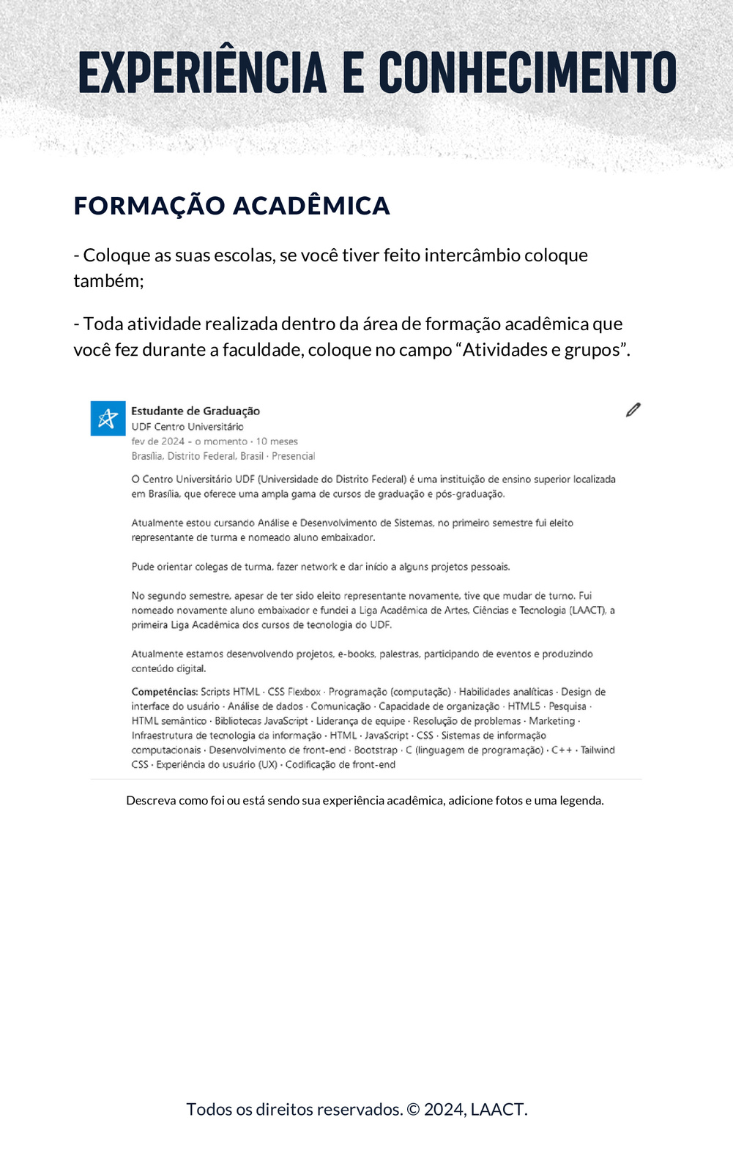 EXPERIÊNCIA E CONHECIMENTO
FORMAÇÃO ACADÊMICA
- Coloque as suas escolas, se você tiver feito intercâmbio coloque
também;
- Toda atividade realizada dentro da área de formação acadêmica que
você fez durante a faculdade, coloque no campo “Atividades e grupos”.
Estudante de Graduação
UDF Centro Universitário
fev de 2024 – o momento · 10 meses
Brasília, Distrito Federal, Brasil · Presencial
O Centro Universitário UDF (Universidade do Distrito Federal) é uma instituição de ensino superior localizada
em Brasília, que oferece uma ampla gama de cursos de graduação e pós-graduação.
Atualmente estou cursando Análise e Desenvolvimento de Sistemas, no primeiro semestre fui eleito
representante de turma e nomeado aluno embaixador.
Pude orientar colegas de turma, fazer network e dar início a alguns projetos pessoais.
No segundo semestre, apesar de ter sido eleito representante novamente, tive que mudar de turno. Fui
nomeado novamente aluno embaixador e fundei a Liga Acadêmica de Artes, Ciências e Tecnologia (LAACT), a
primeira Liga Acadêmica dos cursos de tecnologia do UDF.
Atualmente estamos desenvolvendo projetos, e-books, palestras, participando de eventos e produzindo
conteúdo digital.
Competências: Scripts HTML · CSS Flexbox · Programação (computação) · Habilidades analíticas · Design de
interface do usuário · Análise de dados · Comunicação · Capacidade de organização · HTML5 · Pesquisa ·
HTML semântico · Bibliotecas JavaScript · Liderança de equipe · Resolução de problemas · Marketing ·
Infraestrutura de tecnologia da informação · HTML · JavaScript · CSS · Sistemas de informação
computacionais · Desenvolvimento de front-end · Bootstrap · C (linguagem de programação) · C++ · Tailwind
CSS · Experiência do usuário (UX) · Codificação de front-end
Descreva como foi ou está sendo sua experiência acadêmica, adicione fotos e uma legenda.
Todos os direitos reservados. © 2024, LAACT.